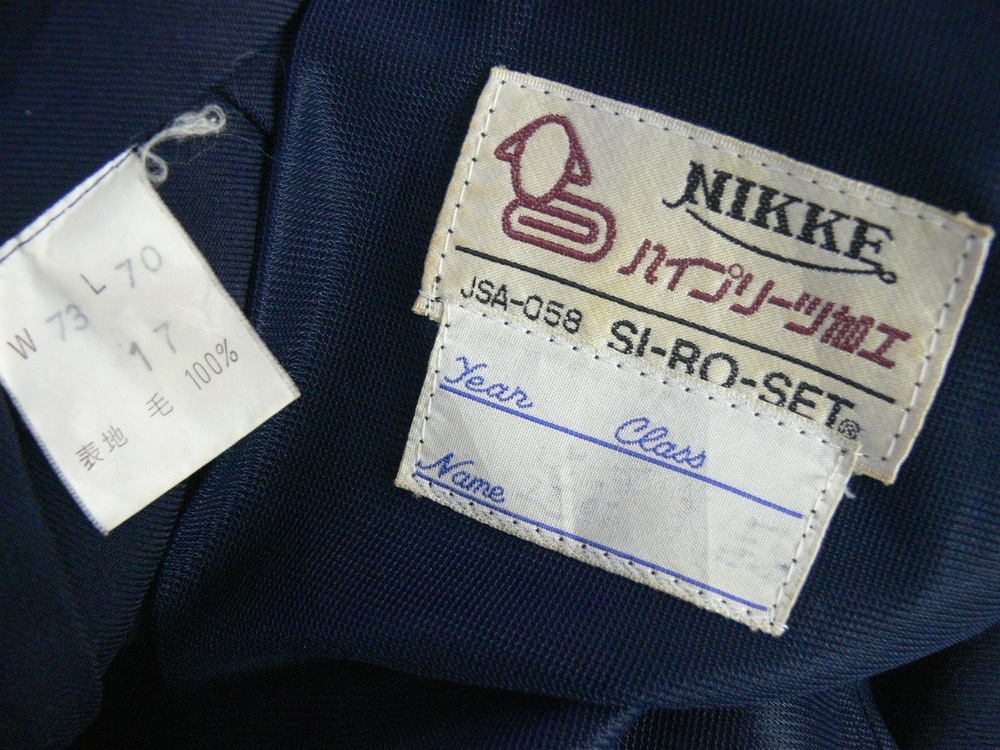 W 73 L 70
17
表地 毛 100%
NIKKE
ハイプリーツ加工
JSA-058 SI-RO-SET®
Year Class
Name